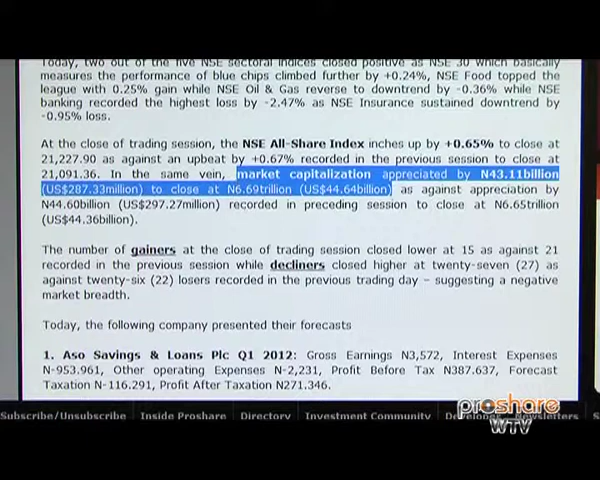 Today, two out of the five NSE sectoral indices closed positive as NSE 30 which basically
measures the performance of blue chips climbed further by +0.24%, NSE Food topped the
league with 0.25% gain while NSE Oil & Gas reverse to downtrend by -0.36% while NSE
banking recorded the highest loss by -2.47% as NSE Insurance sustained downtrend by
-0.95% loss.
At the close of trading session, the NSE All-Share Index inches up by +0.65% to close at
21,227.90 as against an upbeat by +0.67% recorded in the previous session to close at
21,091.36. In the same vein, market capitalization appreciated by N43.11billion
(US$287.33million) to close at N6.69trillion (US$44.64billion) as against appreciation by
N44.60billion (US$297.27million) recorded in preceding session to close at N6.65trillion
(US$44.36billion).
The number of gainers at the close of trading session closed lower at 15 as against 21
recorded in the previous session while decliners closed higher at twenty-seven (27) as
against twenty-six (22) losers recorded in the previous trading day – suggesting a negative
market breadth.
Today, the following company presented their forecasts
1. Aso Savings & Loans Plc Q1 2012: Gross Earnings N3,572, Interest Expenses
N-953.961, Other operating Expenses N-2,231, Profit Before Tax N387.637, Forecast
Taxation N-116.291, Profit After Taxation N271.346.
Subscribe/Unsubscribe Inside Proshare Directory Investment Community Developers Newsletters
proshare
WTV